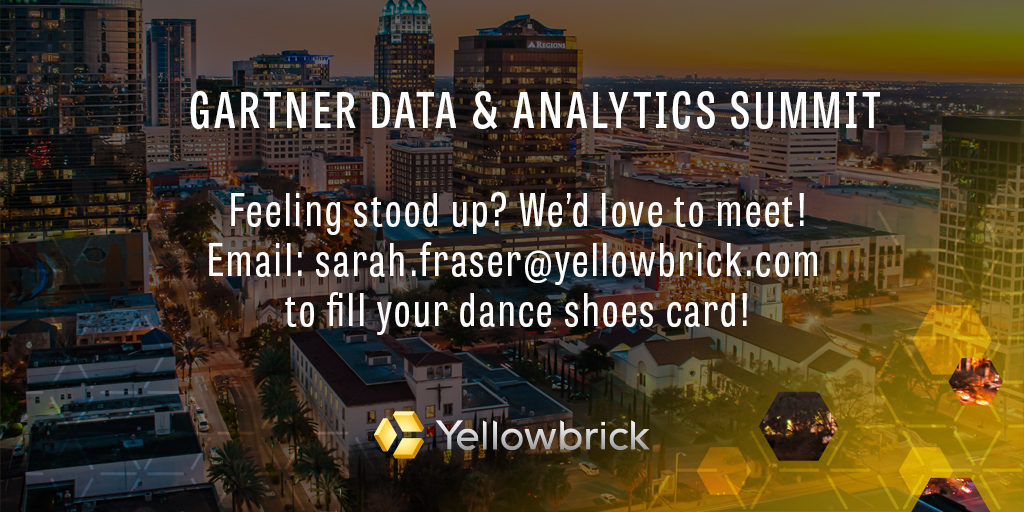 REGIONS
GARTNER DATA & ANALYTICS SUMMIT
Feeling stood up? We’d love to meet!
Email: sarah.fraser@yellowbrick.com
to fill your dance shoes card!
Yellowbrick